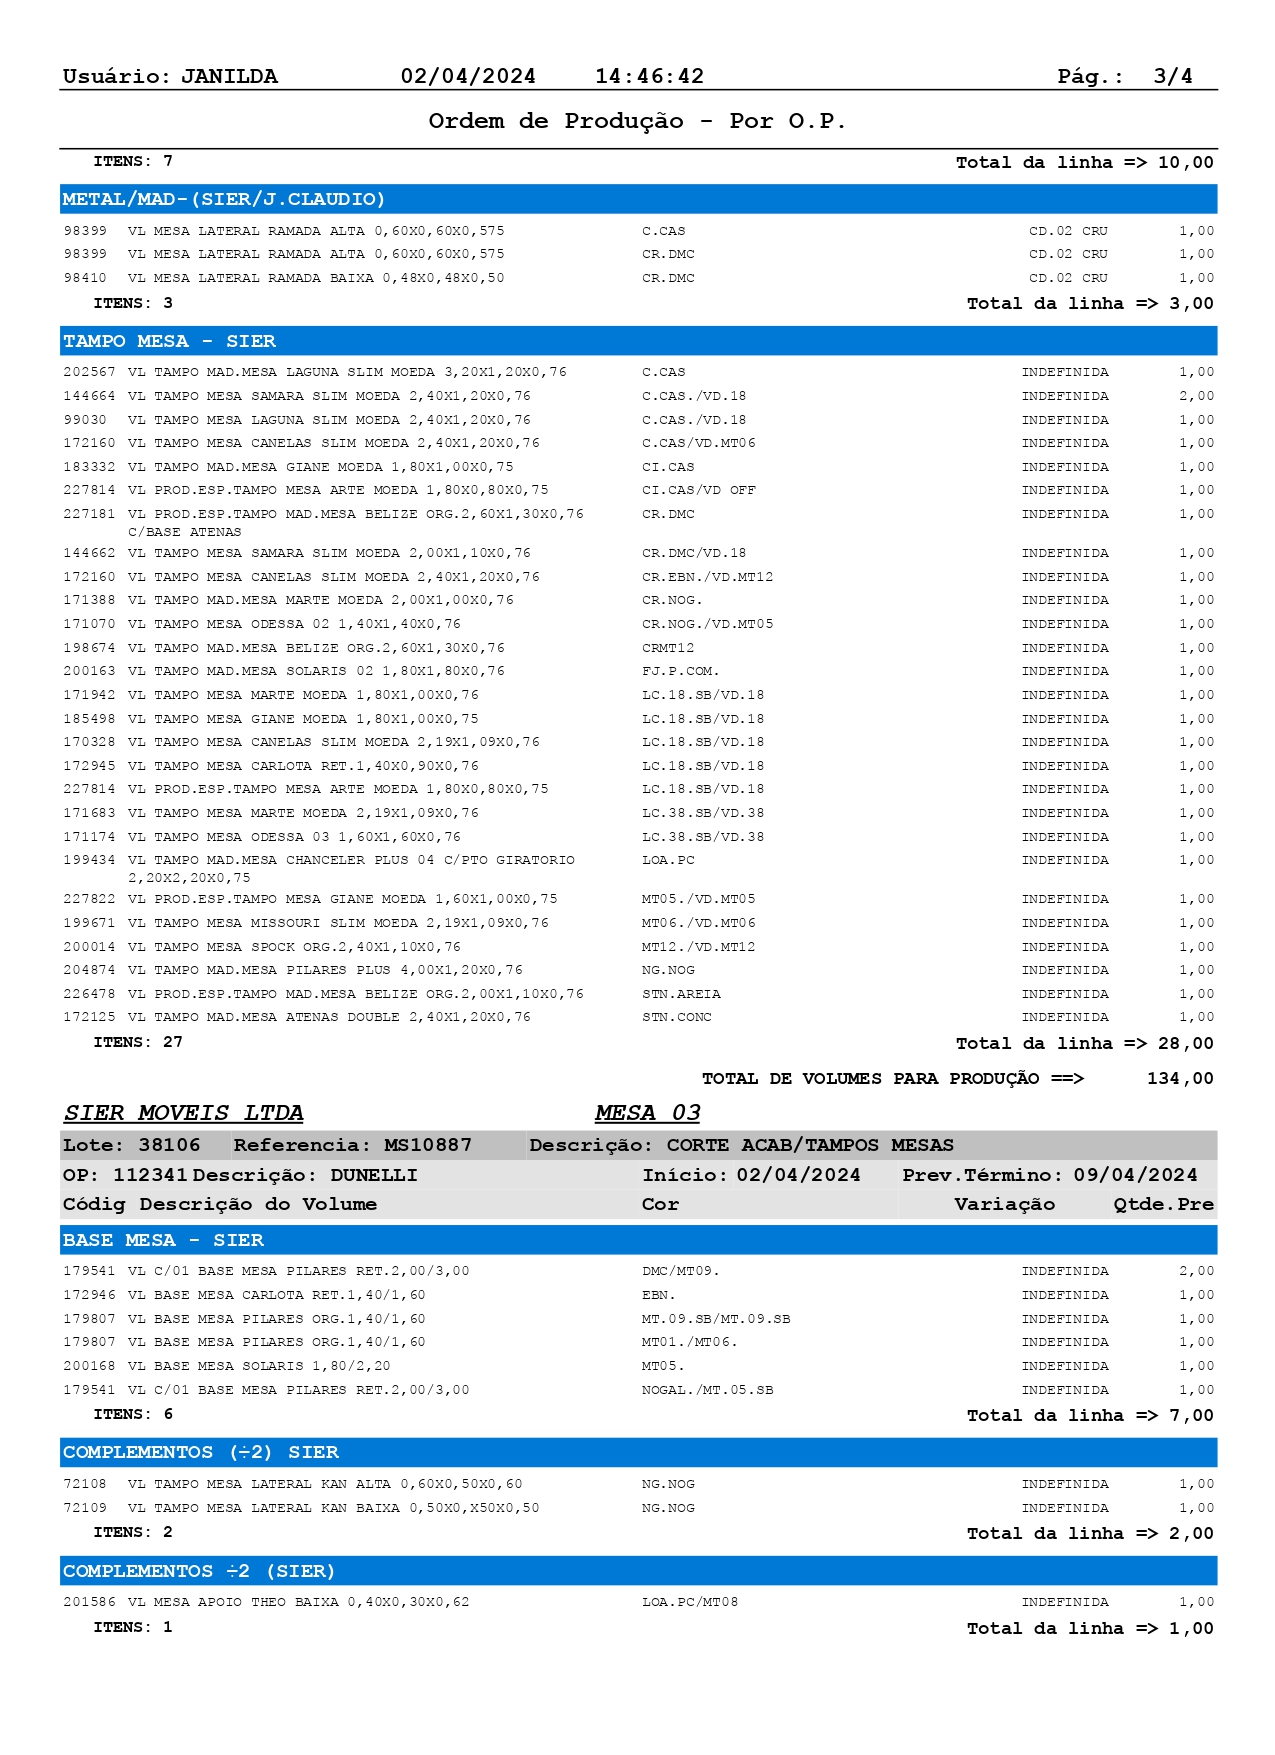 Usuário: JANILDA 02/04/2024 14:46:42 Pág.: 3/4
Ordem de Produção - Por O.P.
ITENS: 7 Total da linha => 10,00
METAL/MAD-(SIER/J.CLAUDIO)
98399 VL MESA LATERAL RAMADA ALTA 0,60X0,60X0,575 C.CAS CD.02 CRU 1,00
98399 VL MESA LATERAL RAMADA ALTA 0,60X0,60X0,575 CR.DMC CD.02 CRU 1,00
98410 VL MESA LATERAL RAMADA BAIXA 0,48X0,48X0,50 CR.DMC CD.02 CRU 1,00
ITENS: 3 Total da linha => 3,00
TAMPO MESA - SIER
202567 VL TAMPO MAD.MESA LAGUNA SLIM MOEDA 3,20X1,20X0,76 C.CAS INDEFINIDA 1,00
144664 VL TAMPO MESA SAMARA SLIM MOEDA 2,40X1,20X0,76 C.CAS./VD.18 INDEFINIDA 2,00
99030 VL TAMPO MESA LAGUNA SLIM MOEDA 2,40X1,20X0,76 C.CAS./VD.18 INDEFINIDA 1,00
172160 VL TAMPO MESA CANELAS SLIM MOEDA 2,40X1,20X0,76 C.CAS/VD.MT06 INDEFINIDA 1,00
183332 VL TAMPO MAD.MESA GIANE MOEDA 1,80X1,00X0,75 CI.CAS INDEFINIDA 1,00
227814 VL PROD.ESP.TAMPO MESA ARTE MOEDA 1,80X0,80X0,75 CI.CAS/VD OFF INDEFINIDA 1,00
227181 VL PROD.ESP.TAMPO MAD.MESA BELIZE ORG.2,60X1,30X0,76 CR.DMC INDEFINIDA 1,00
C/BASE ATENAS
144662 VL TAMPO MESA SAMARA SLIM MOEDA 2,00X1,10X0,76 CR.DMC/VD.18 INDEFINIDA 1,00
172160 VL TAMPO MESA CANELAS SLIM MOEDA 2,40X1,20X0,76 CR.EBN./VD.MT12 INDEFINIDA 1,00
171388 VL TAMPO MAD.MESA MARTE MOEDA 2,00X1,00X0,76 CR.NOG. INDEFINIDA 1,00
171070 VL TAMPO MESA ODESSA 02 1,40X1,40X0,76 CR.NOG./VD.MT05 INDEFINIDA 1,00
198674 VL TAMPO MAD.MESA BELIZE ORG.2,60X1,30X0,76 CRMT12 INDEFINIDA 1,00
200163 VL TAMPO MAD.MESA SOLARIS 02 1,80X1,80X0,76 FJ.P.COM. INDEFINIDA 1,00
171942 VL TAMPO MESA MARTE MOEDA 1,80X1,00X0,76 LC.18.SB/VD.18 INDEFINIDA 1,00
185498 VL TAMPO MESA GIANE MOEDA 1,80X1,00X0,75 LC.18.SB/VD.18 INDEFINIDA 1,00
170328 VL TAMPO MESA CANELAS SLIM MOEDA 2,19X1,09X0,76 LC.18.SB/VD.18 INDEFINIDA 1,00
172945 VL TAMPO MESA CARLOTA RET.1,40X0,90X0,76 LC.18.SB/VD.18 INDEFINIDA 1,00
227814 VL PROD.ESP.TAMPO MESA ARTE MOEDA 1,80X0,80X0,75 LC.18.SB/VD.18 INDEFINIDA 1,00
171683 VL TAMPO MESA MARTE MOEDA 2,19X1,09X0,76 LC.38.SB/VD.38 INDEFINIDA 1,00
171174 VL TAMPO MESA ODESSA 03 1,60X1,60X0,76 LC.38.SB/VD.38 INDEFINIDA 1,00
199434 VL TAMPO MAD.MESA CHANCELER PLUS 04 C/PTO GIRATORIO LOA.PC INDEFINIDA 1,00
2,20X2,20X0,75
227822 VL PROD.ESP.TAMPO MESA GIANE MOEDA 1,60X1,00X0,75 MT05./VD.MT05 INDEFINIDA 1,00
199671 VL TAMPO MESA MISSOURI SLIM MOEDA 2,19X1,09X0,76 MT06./VD.MT06 INDEFINIDA 1,00
200014 VL TAMPO MESA SPOCK ORG.2,40X1,10X0,76 MT12./VD.MT12 INDEFINIDA 1,00
204874 VL TAMPO MAD.MESA PILARES PLUS 4,00X1,20X0,76 NG.NOG INDEFINIDA 1,00
226478 VL PROD.ESP.TAMPO MAD.MESA BELIZE ORG.2,00X1,10X0,76 STN.AREIA INDEFINIDA 1,00
172125 VL TAMPO MAD.MESA ATENAS DOUBLE 2,40X1,20X0,76 STN.CONC INDEFINIDA 1,00
ITENS: 27 Total da linha => 28,00
TOTAL DE VOLUMES PARA PRODUÇÃO ==> 134,00
SIER MOVEIS LTDA MESA 03
Lote: 38106 Referencia: MS10887 Descrição: CORTE ACAB/TAMPOS MESAS
OP: 112341 Descrição: DUNELLI Início: 02/04/2024 Prev.Término: 09/04/2024
Códig Descrição do Volume Cor Variação Qtde.Pre
BASE MESA - SIER
179541 VL C/01 BASE MESA PILARES RET.2,00/3,00 DMC/MT09. INDEFINIDA 2,00
172946 VL BASE MESA CARLOTA RET.1,40/1,60 EBN. INDEFINIDA 1,00
179807 VL BASE MESA PILARES ORG.1,40/1,60 MT.09.SB/MT.09.SB INDEFINIDA 1,00
179807 VL BASE MESA PILARES ORG.1,40/1,60 MT01./MT06. INDEFINIDA 1,00
200168 VL BASE MESA SOLARIS 1,80/2,20 MT05. INDEFINIDA 1,00
179541 VL C/01 BASE MESA PILARES RET.2,00/3,00 NOGAL./MT.05.SB INDEFINIDA 1,00
ITENS: 6 Total da linha => 7,00
COMPLEMENTOS (÷2) SIER
72108 VL TAMPO MESA LATERAL KAN ALTA 0,60X0,50X0,60 NG.NOG INDEFINIDA 1,00
72109 VL TAMPO MESA LATERAL KAN BAIXA 0,50X0,X50X0,50 NG.NOG INDEFINIDA 1,00
ITENS: 2 Total da linha => 2,00
COMPLEMENTOS ÷2 (SIER)
201586 VL MESA APOIO THEO BAIXA 0,40X0,30X0,62 LOA.PC/MT08 INDEFINIDA 1,00
ITENS: 1 Total da linha => 1,00